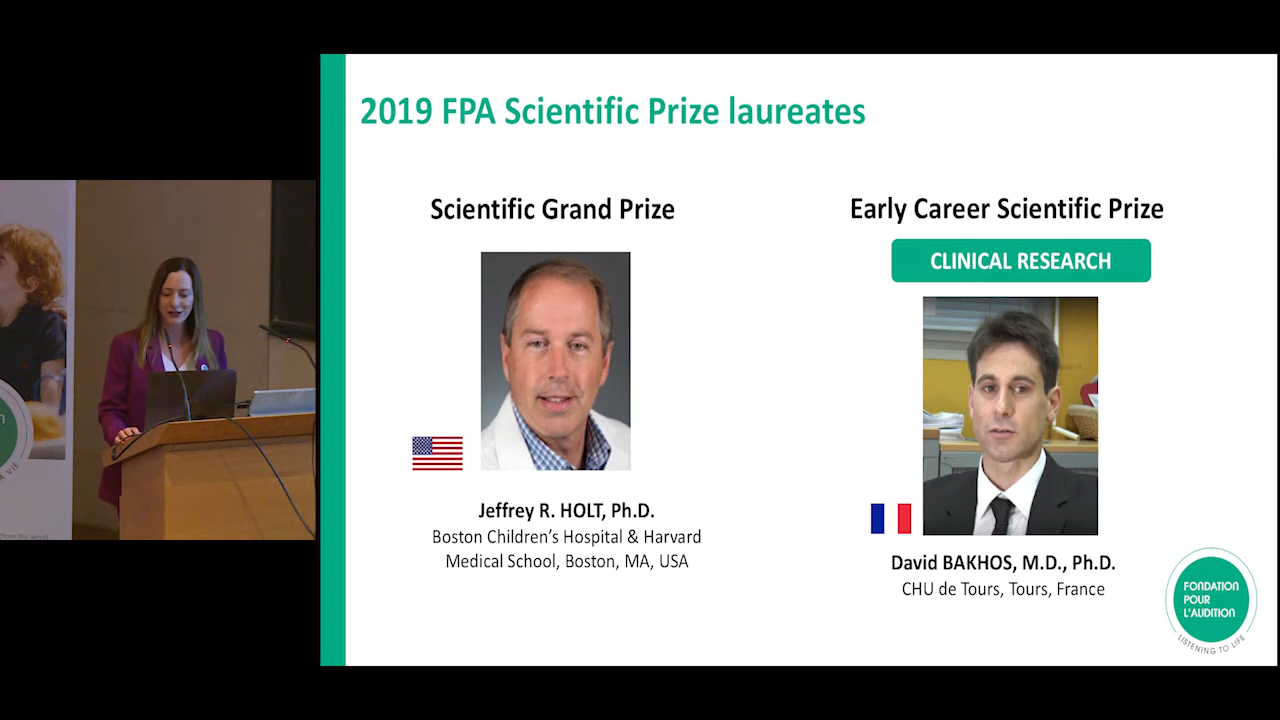 2019 FPA Scientific Prize laureates
Scientific Grand Prize
Early Career Scientific Prize
CLINICAL RESEARCH
Jeffrey R. HOLT, Ph.D.
Boston Children's Hospital & Harvard
Medical School, Boston, MA, USA
David BAKHOS, M.D., Ph.D.
CHU de Tours, Tours, France
FONDATION
POUR
L'AUDITION
LISTENING TO LIFE